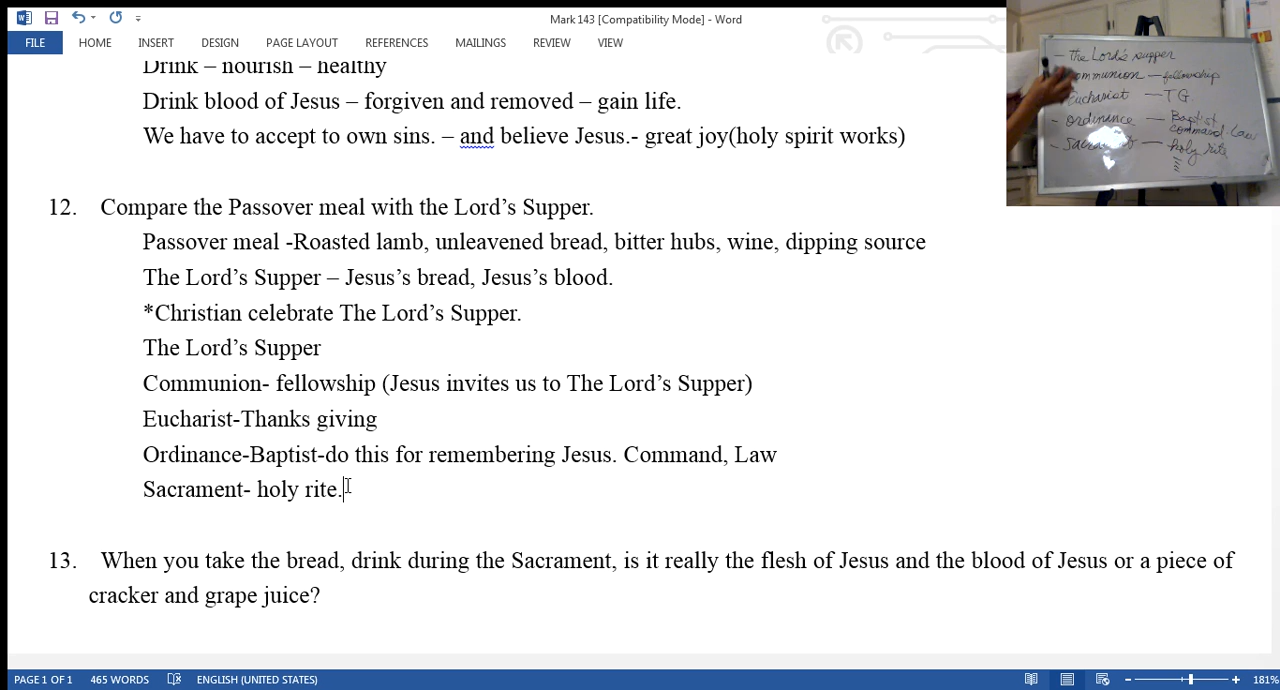 Mark 143 [Compatibility Mode] - Word
FILE HOME INSERT DESIGN PAGE LAYOUT REFERENCES MAILINGS REVIEW VIEW
Drink – nourish – healthy
Drink blood of Jesus – forgiven and removed – gain life.
We have to accept to own sins. – and believe Jesus.- great joy(holy spirit works)
12. Compare the Passover meal with the Lord’s Supper.
Passover meal -Roasted lamb, unleavened bread, bitter hubs, wine, dipping source
The Lord’s Supper – Jesus’s bread, Jesus’s blood.
*Christian celebrate The Lord’s Supper.
The Lord’s Supper
Communion- fellowship (Jesus invites us to The Lord’s Supper)
Eucharist-Thanks giving
Ordinance-Baptist-do this for remembering Jesus. Command, Law
Sacrament- holy rite.
13. When you take the bread, drink during the Sacrament, is it really the flesh of Jesus and the blood of Jesus or a piece of
cracker and grape juice?
- The Lord's supper
ommunion - fellowship
Eucharist - T G.
- Ordinance - Baptist
command. Law
- holy rite
PAGE 1 OF 1 465 WORDS ENGLISH (UNITED STATES) 181%